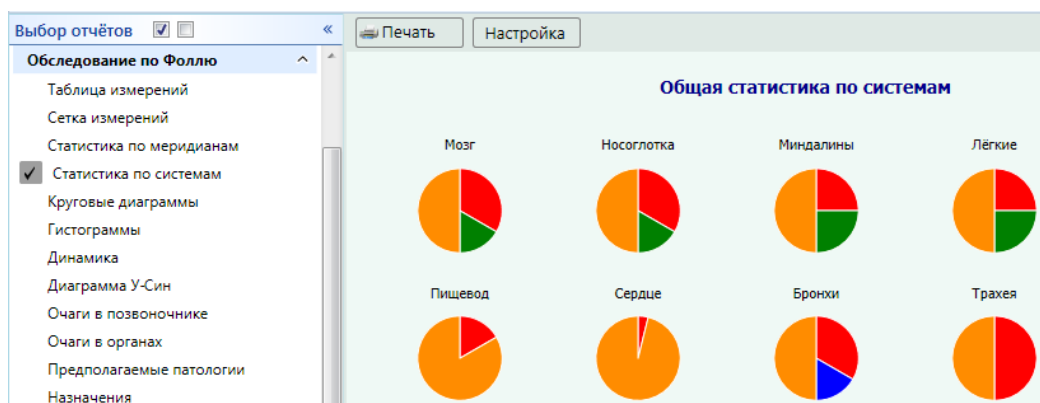 Выбор отчётов
Обследование по Фоллю
Таблица измерений
Сетка измерений
Статистика по меридианам
Статистика по системам
Круговые диаграммы
Гистограммы
Динамика
Диаграмма У-Син
Очаги в позвоночнике
Очаги в органах
Предполагаемые патологии
Назначения
Печать Настройка
Общая статистика по системам
Мозг Носоглотка Миндалины Лёгкие
Пищевод Сердце Бронхи Трахея